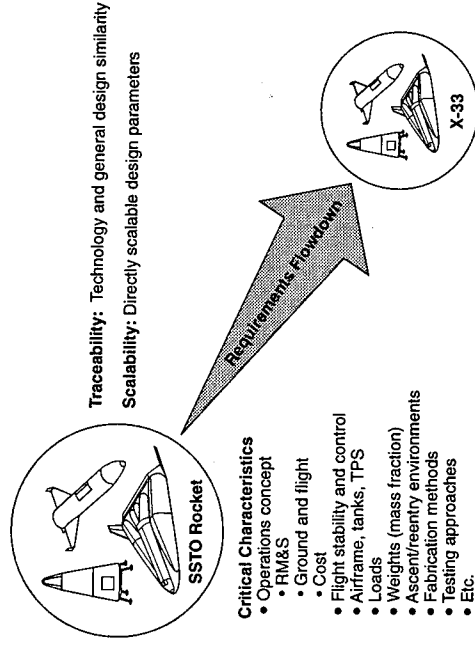 Traceability: Technology and general design similarity
Scalability: Directly scalable design parameters
SSTO Rocket
Requirements Flowdown
X-33
Critical Characteristics
• Operations concept
• RM&S
• Ground and flight
• Cost
• Flight stability and control
• Airframe, tanks, TPS
• Loads
• Weights (mass fraction)
• Ascent/reentry environments
• Fabrication methods
• Testing approaches
• Etc.